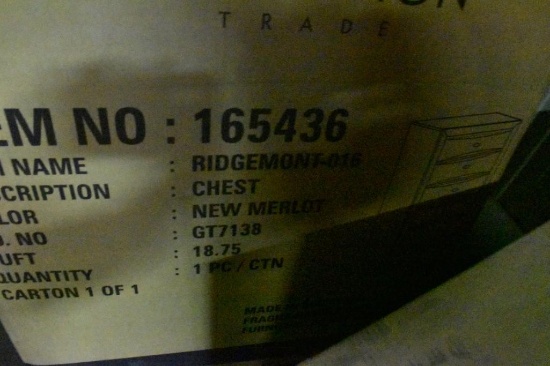 TRADE
EM NO : 165436
NAME : RIDGEMONT-016
CRIPTION : CHEST
LOR : NEW MERLOT
. NO : GT7138
UFT : 18.75
QUANTITY : 1 PC / CTN
CARTON 1 OF 1
MADE